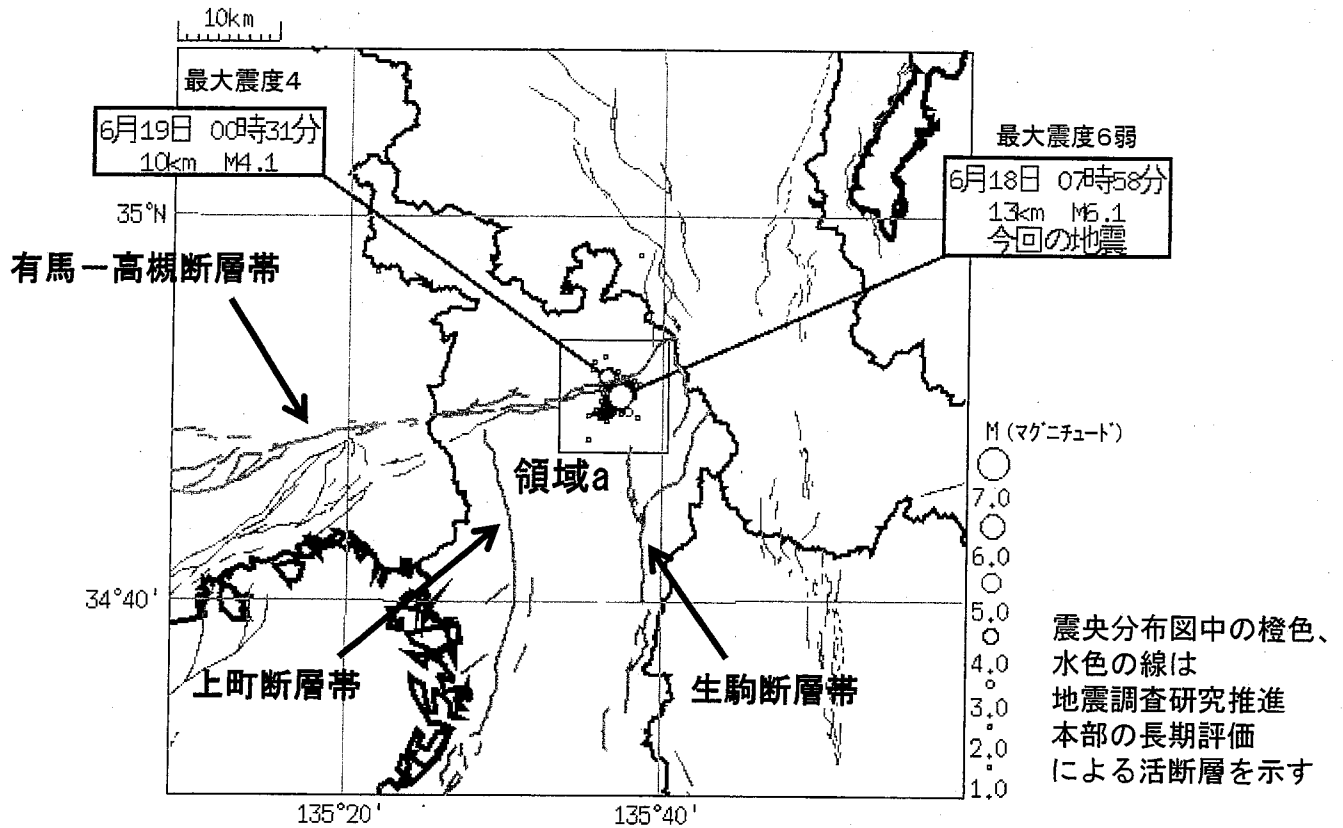 10km
最大震度4
6月19日 00時31分
10km M4.1
最大震度6弱
6月18日 07時58分
13km M6.1
今回の地震
35°N
有馬－高槻断層帯
領域a
M(マグニチュード)
7.0
6.0
5.0
4.0
3.0
2.0
1.0
34°40'
上町断層帯
生駒断層帯
震央分布図中の橙色、
水色の線は
地震調査研究推進
本部の長期評価
による活断層を示す
135°20'
135°40'